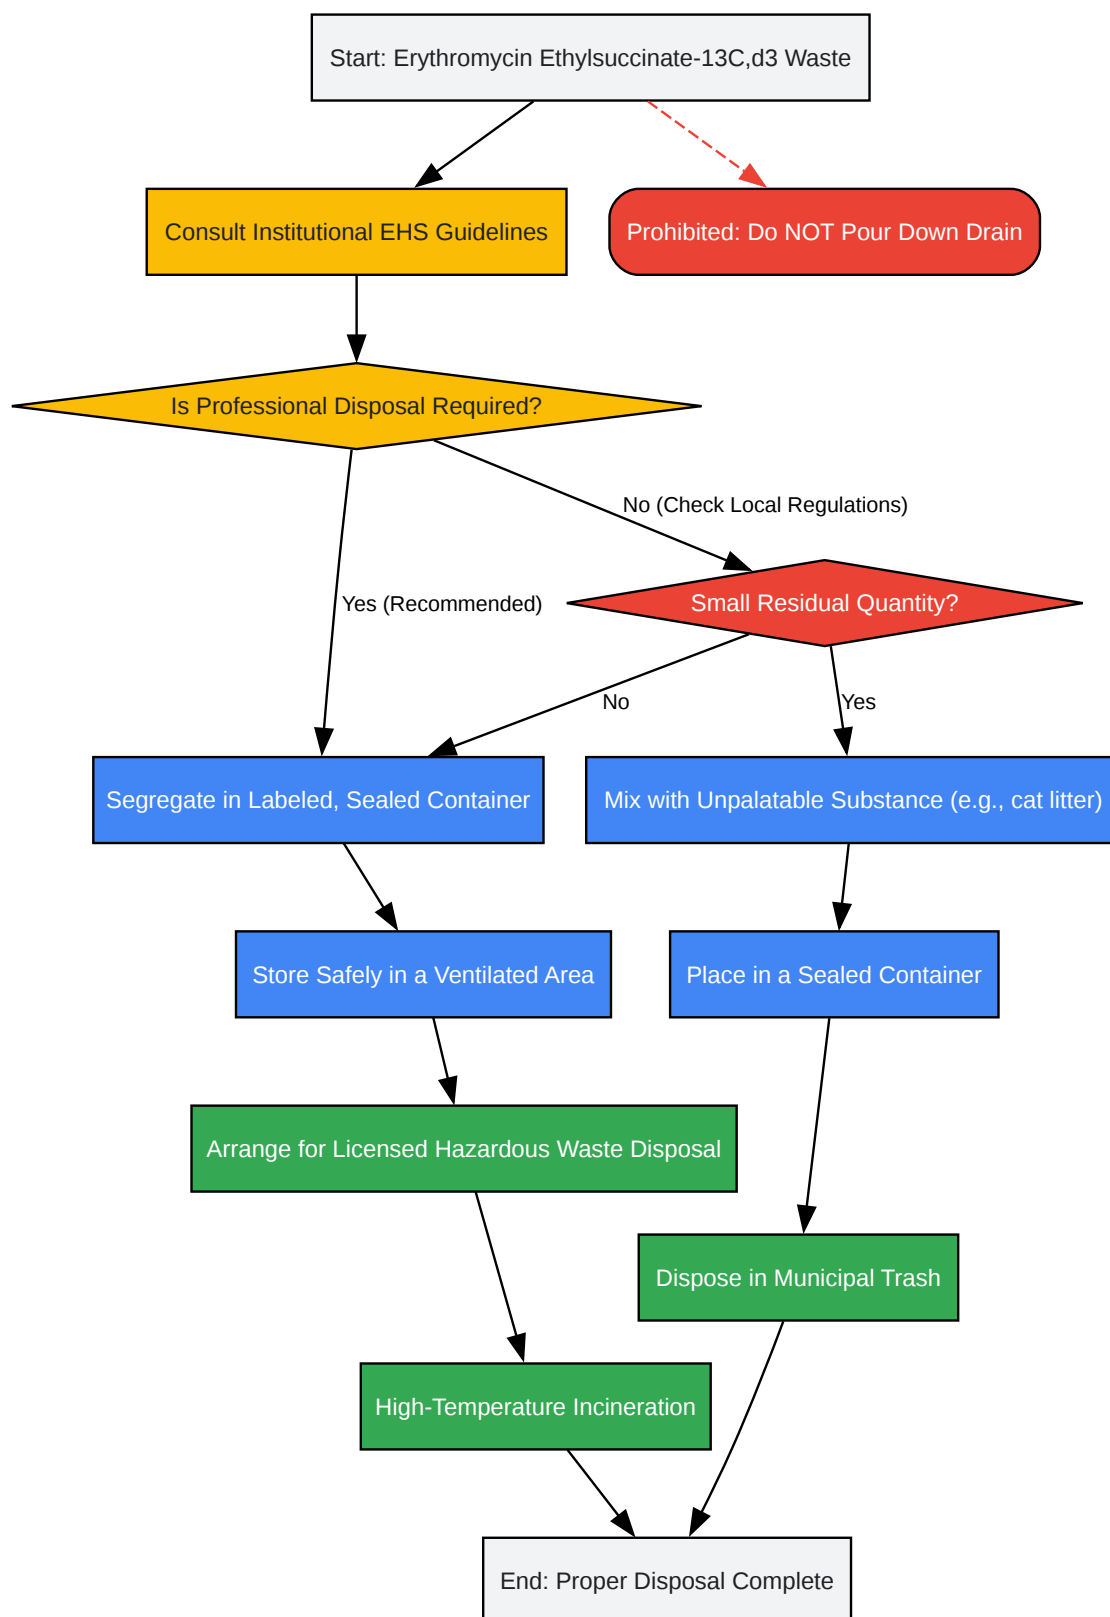 Start: Erythromycin Ethylsuccinate-13C,d3 Waste
Consult Institutional EHS Guidelines
Prohibited: Do NOT Pour Down Drain
Is Professional Disposal Required?
No (Check Local Regulations)
Yes (Recommended)
Small Residual Quantity?
No
Yes
Segregate in Labeled, Sealed Container
Mix with Unpalatable Substance (e.g., cat litter)
Store Safely in a Ventilated Area
Place in a Sealed Container
Arrange for Licensed Hazardous Waste Disposal
Dispose in Municipal Trash
High-Temperature Incineration
End: Proper Disposal Complete